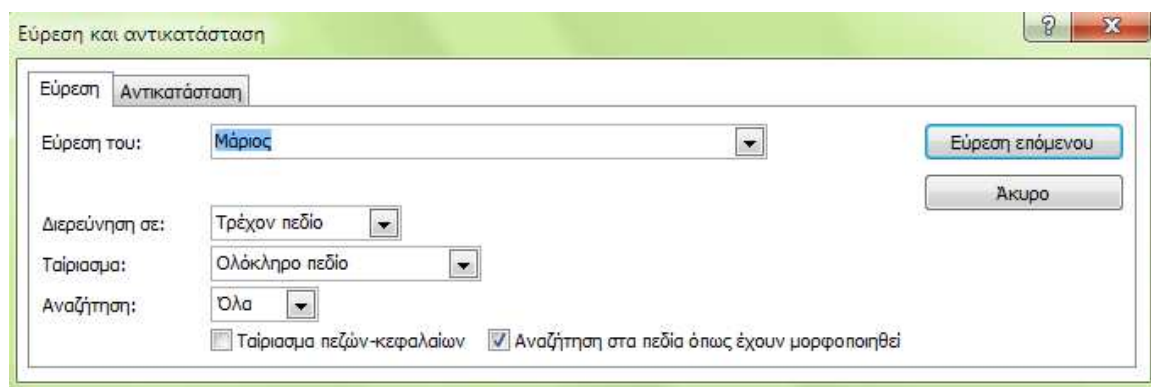 Εύρεση και αντικατάσταση
Εύρεση Αντικατάσταση
Εύρεση του: Μάριος Εύρεση επόμενου
Άκυρο
Διερεύνηση σε: Τρέχον πεδίο
Ταίριασμα: Ολόκληρο πεδίο
Αναζήτηση: Όλα
Ταίριασμα πεζών-κεφαλαίων Αναζήτηση στα πεδία όπως έχουν μορφοποιηθεί